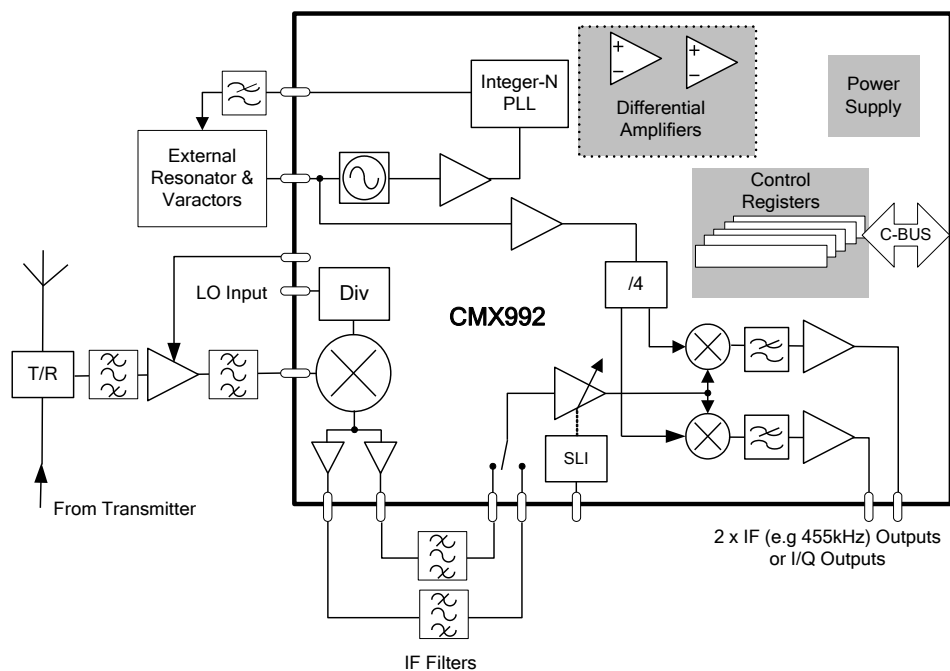 Integer-N
PLL
+
−
+
−
Differential
Amplifiers
Power
Supply
External
Resonator &
Varactors
Control
Registers
C-BUS
LO Input
Div
/4
CMX992
T/R
SLI
From Transmitter
2 x IF (e.g 455kHz) Outputs
or I/Q Outputs
IF Filters